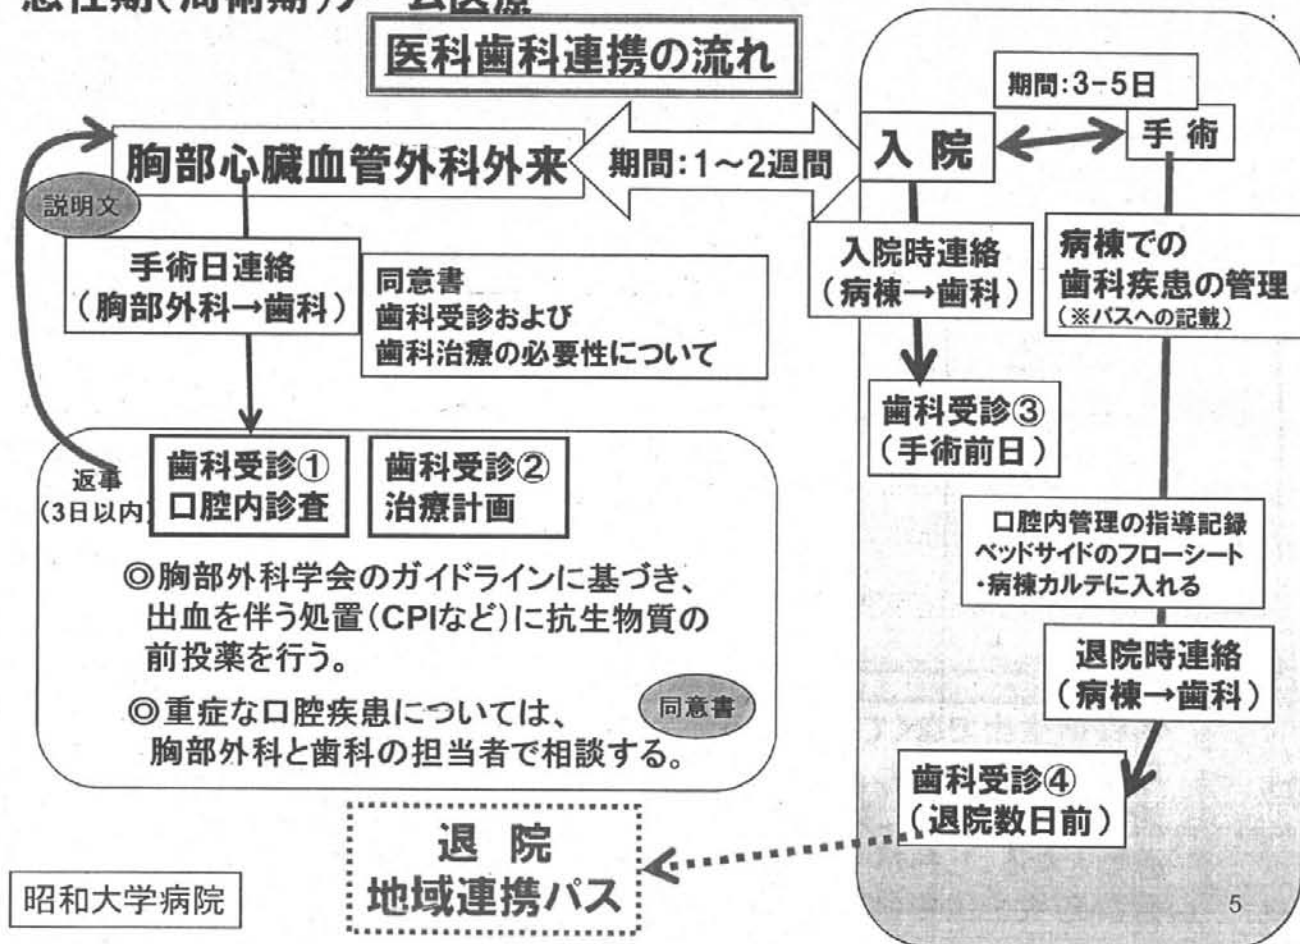 医科歯科連携の流れ
胸部心臓血管外科外来
期間:1～2週間
入 院
期間:3-5日
手 術
説明文
手術日連絡
(胸部外科→歯科)
同意書
歯科受診および
歯科治療の必要性について
入院時連絡
(病棟→歯科)
病棟での
歯科疾患の管理
(※パスへの記載)
歯科受診③
(手術前日)
返事
(3日以内)
歯科受診①
口腔内診査
歯科受診②
治療計画
◎胸部外科学会のガイドラインに基づき、
出血を伴う処置(CPIなど)に抗生物質の
前投薬を行う。
◎重症な口腔疾患については、
胸部外科と歯科の担当者で相談する。
同意書
口腔内管理の指導記録
ベッドサイドのフローシート
・病棟カルテに入れる
退院時連絡
(病棟→歯科)
歯科受診④
(退院数日前)
退 院
地域連携パス
昭和大学病院
5